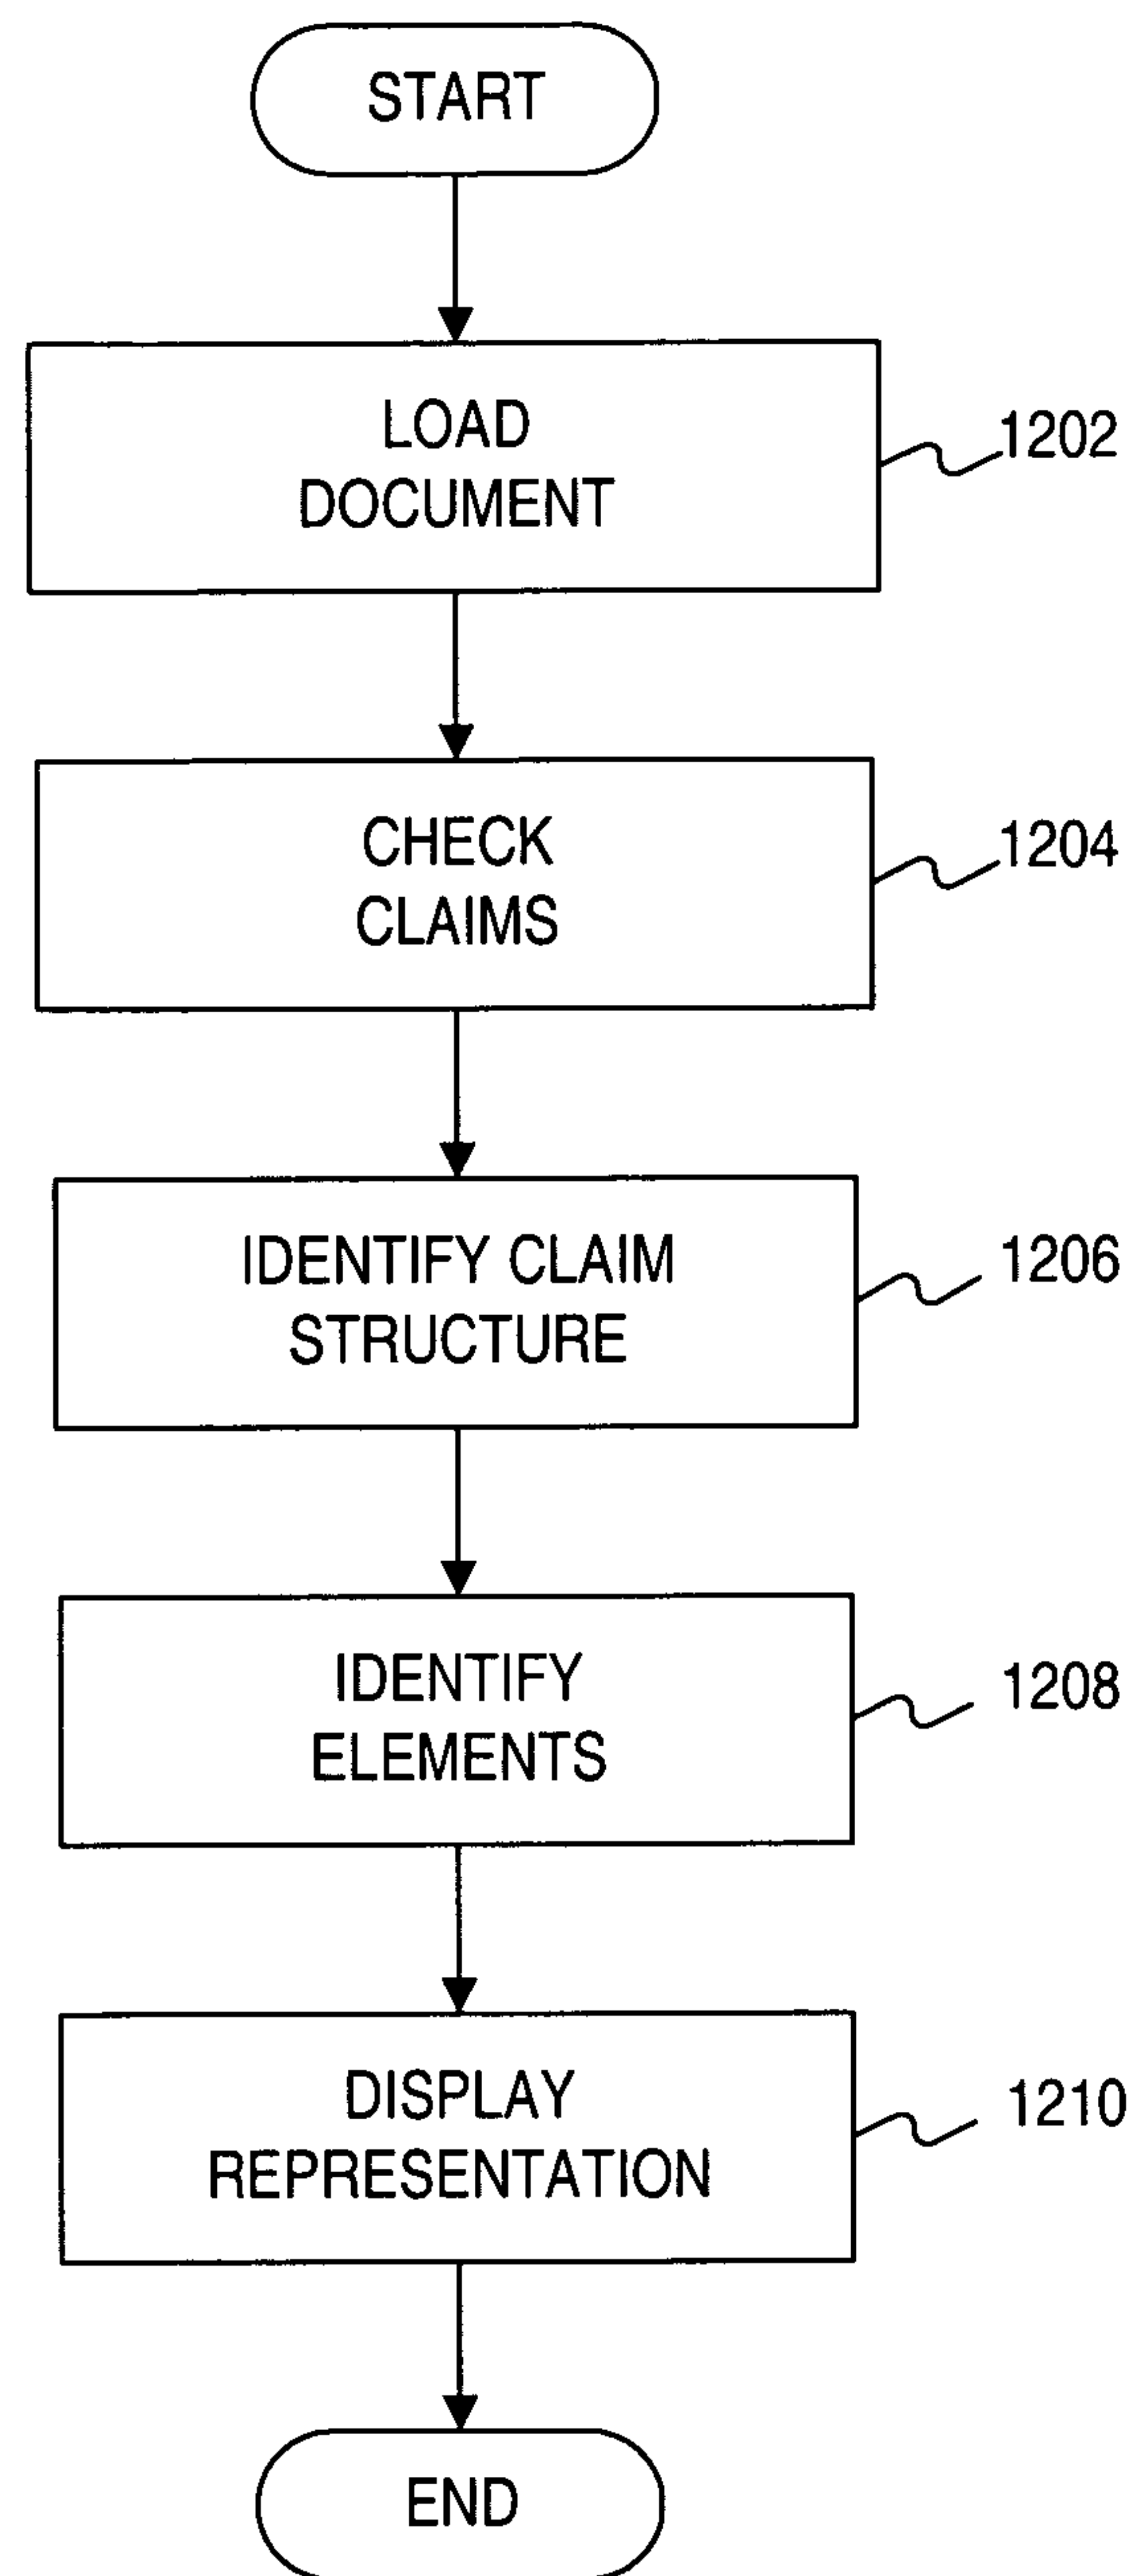 START
LOAD
DOCUMENT
1202
CHECK
CLAIMS
1204
IDENTIFY CLAIM
STRUCTURE
1206
IDENTIFY
ELEMENTS
1208
DISPLAY
REPRESENTATION
1210
END